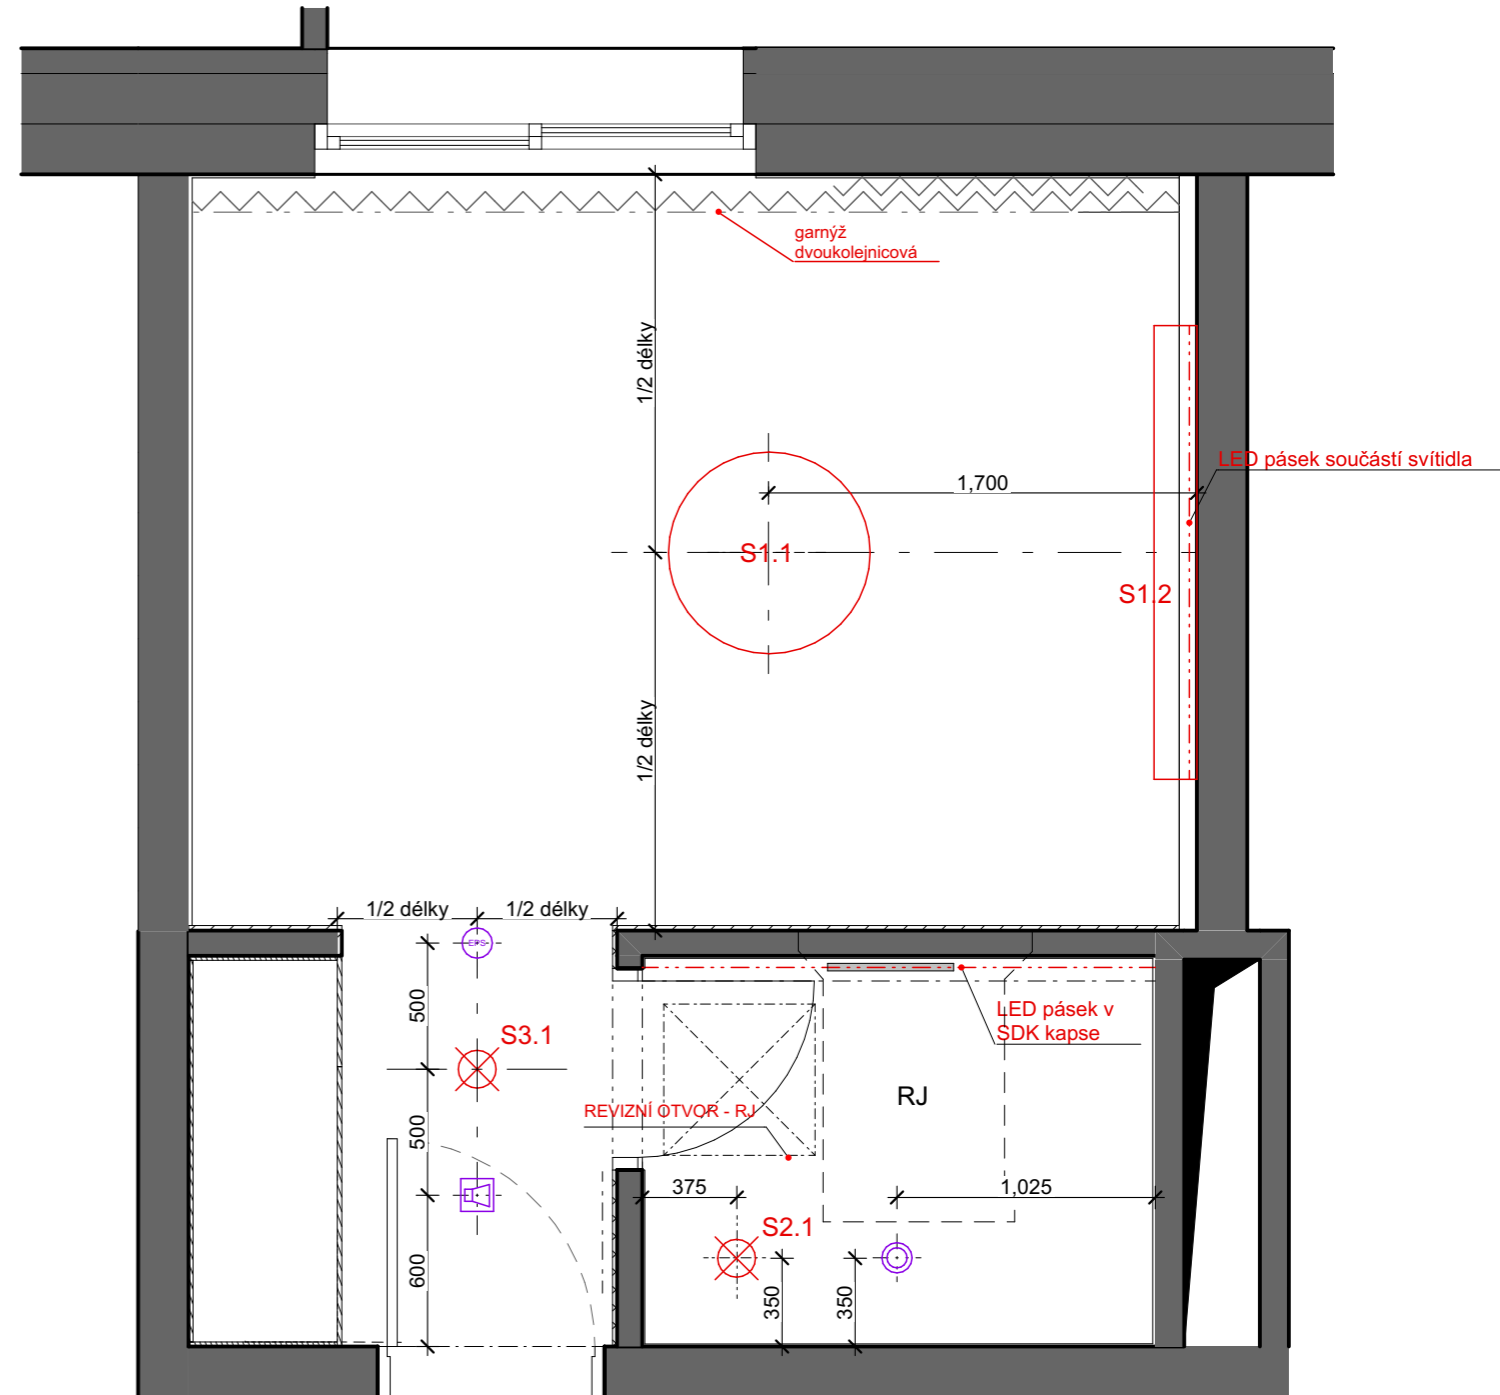 garnýž
dvoukolejnicová
1/2 délky
LED pásek součástí svítidla
1,700
S1.1
S1.2
1/2 délky
1/2 délky
1/2 délky
EPS
500
S3.1
LED pásek v
SDK kapse
RJ
REVIZNÍ OTVOR - RJ
500
375
1,025
S2.1
600
350
350